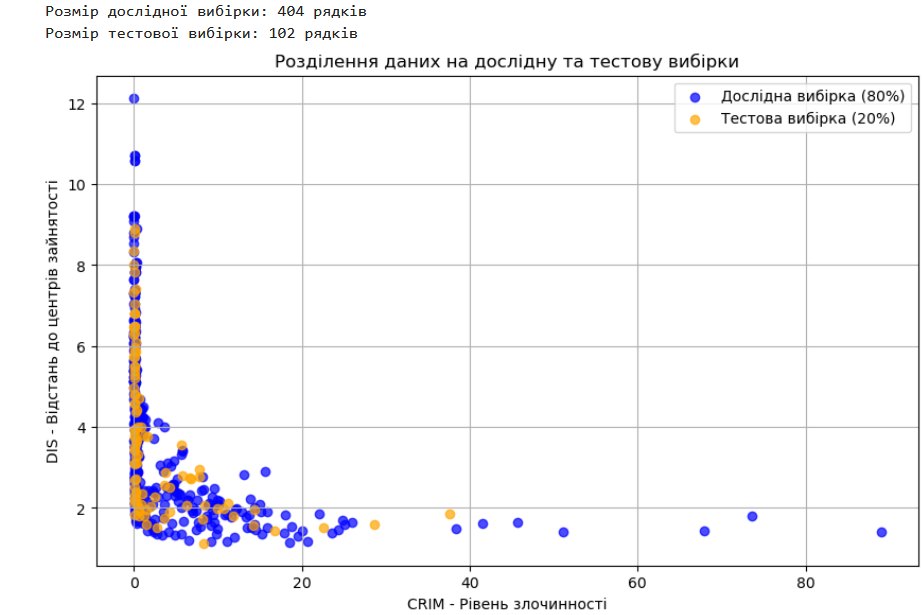 Розмір дослідної вибірки: 404 рядків
Розмір тестової вибірки: 102 рядків
Розділення даних на дослідну та тестову вибірки
Дослідна вибірка (80%)
Тестова вибірка (20%)
DIS - Відстань до центрів зайнятості
12
10
8
6
4
2
0
20
40
60
80
CRIM - Рівень злочинності